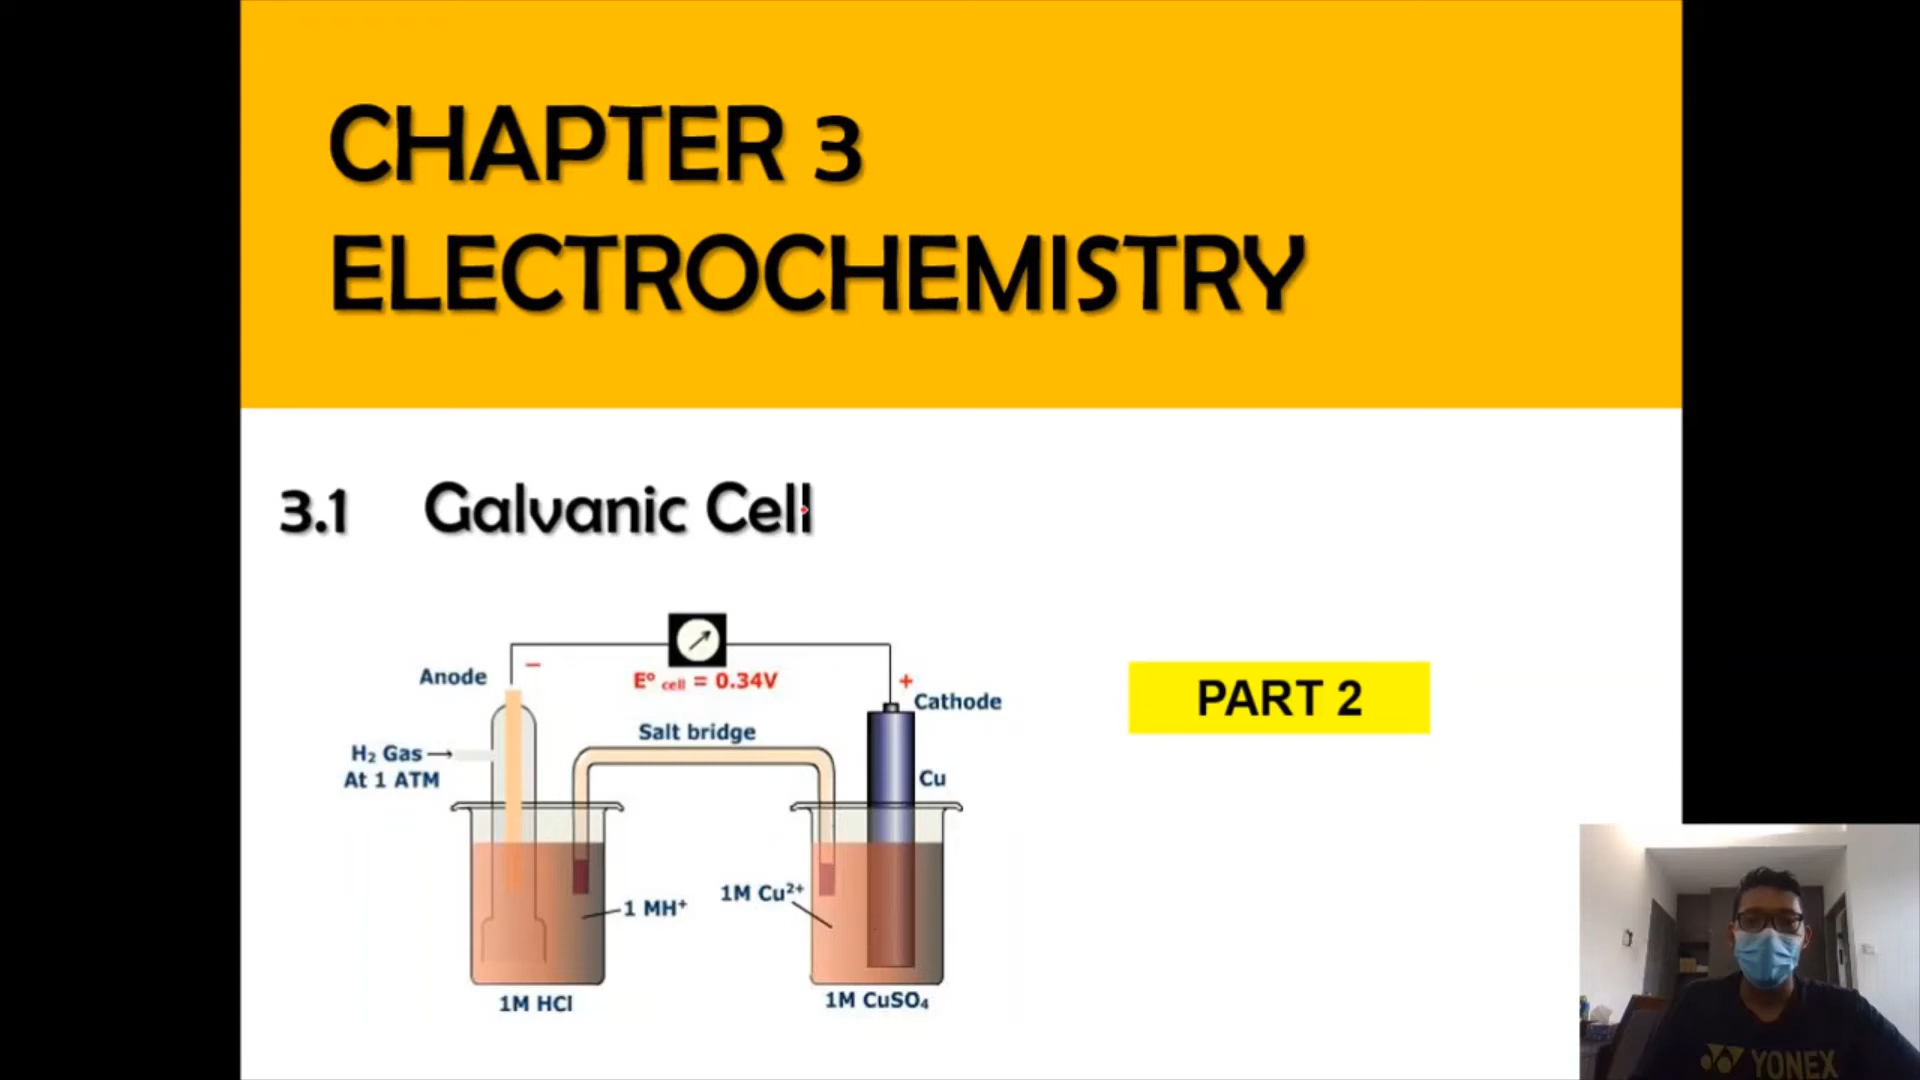 CHAPTER 3
ELECTROCHEMISTRY
3.1 Galvanic Cell
Anode
−
E° cell = 0.34V
+
Cathode
Salt bridge
H₂ Gas →
At 1 ATM
Cu
1M Cu²⁺
1 MH⁺
1M HCl
1M CuSO₄
PART 2
YONEX